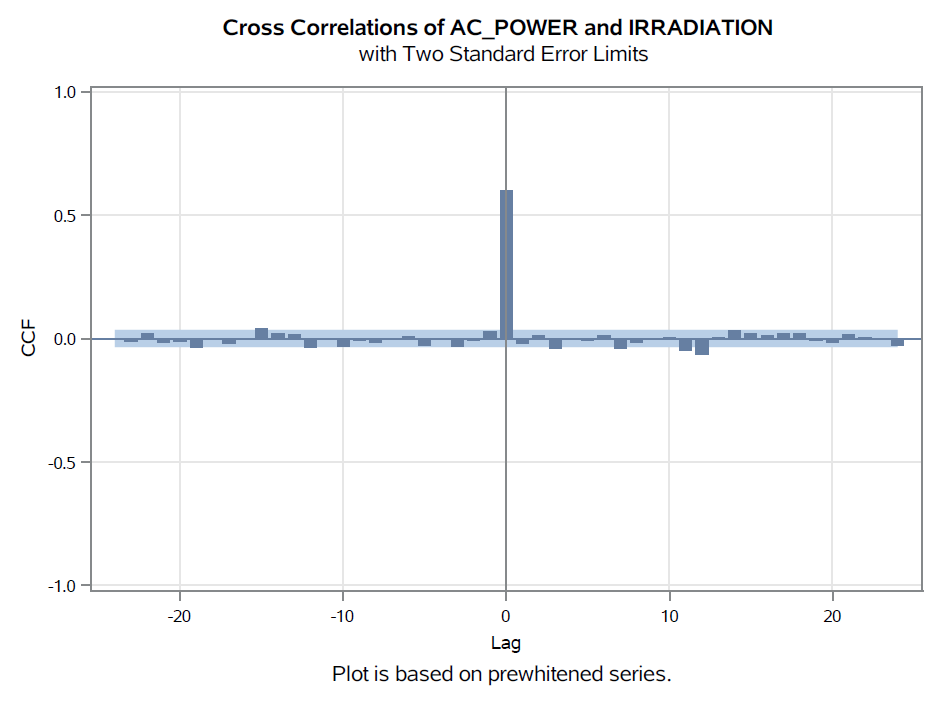 Cross Correlations of AC_POWER and IRRADIATION
with Two Standard Error Limits
1.0
0.5
0.0
-0.5
-1.0
CCF
-20 -10 0 10 20
Lag
Plot is based on prewhitened series.